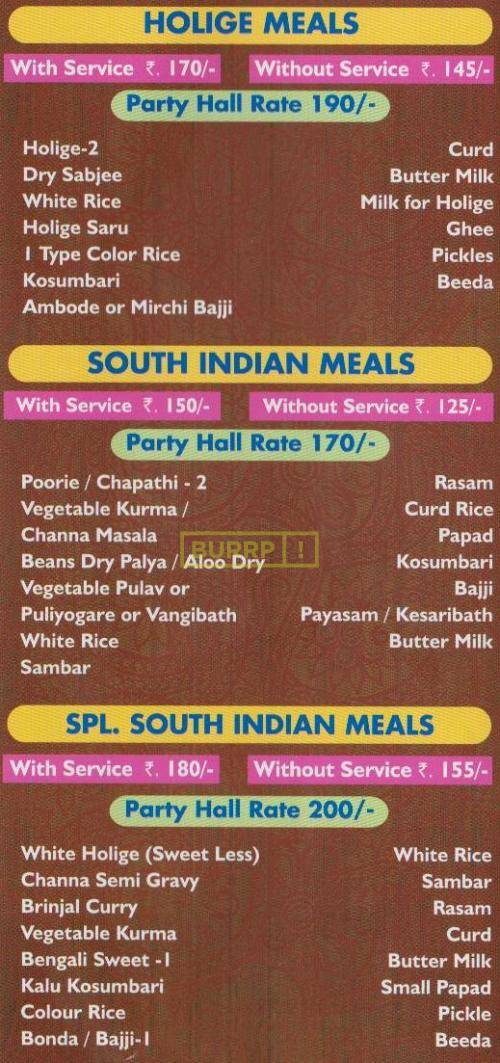 HOLIGE MEALS
With Service ₹. 170/-
Without Service ₹. 145/-
Party Hall Rate 190/-
Holige-2
Dry Sabjee
White Rice
Holige Saru
1 Type Color Rice
Kosumbari
Ambode or Mirchi Bajji
Curd
Butter Milk
Milk for Holige
Ghee
Pickles
Beeda
SOUTH INDIAN MEALS
With Service ₹. 150/-
Without Service ₹. 125/-
Party Hall Rate 170/-
Poorie / Chapathi - 2
Vegetable Kurma /
Channa Masala
Beans Dry Palya / Aloo Dry
Vegetable Pulav or
Puliyogare or Vangibath
White Rice
Sambar
Rasam
Curd Rice
Papad
Kosumbari
Bajji
Payasam / Kesaribath
Butter Milk
BUPRP !
SPL. SOUTH INDIAN MEALS
With Service ₹. 180/-
Without Service ₹. 155/-
Party Hall Rate 200/-
White Holige (Sweet Less)
Channa Semi Gravy
Brinjal Curry
Vegetable Kurma
Bengali Sweet -1
Kalu Kosumbari
Colour Rice
Bonda / Bajji-1
White Rice
Sambar
Rasam
Curd
Butter Milk
Small Papad
Pickle
Beeda